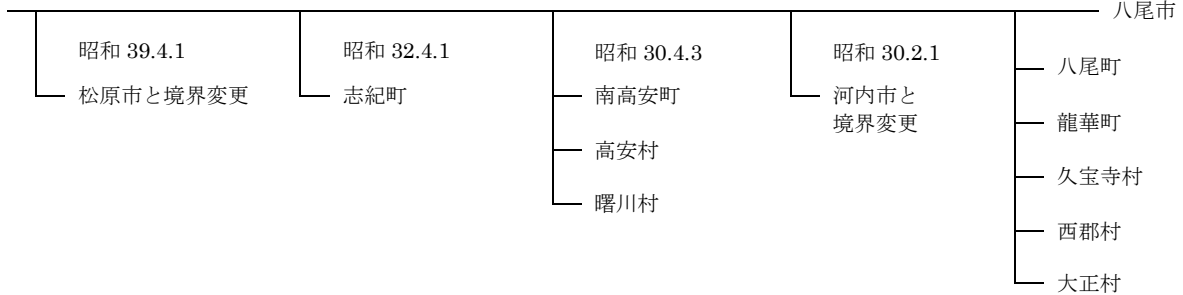 八尾市
昭和 39.4.1
松原市と境界変更
昭和 32.4.1
志紀町
昭和 30.4.3
南高安町
高安村
曙川村
昭和 30.2.1
河内市と
境界変更
八尾町
龍華町
久宝寺村
西郡村
大正村